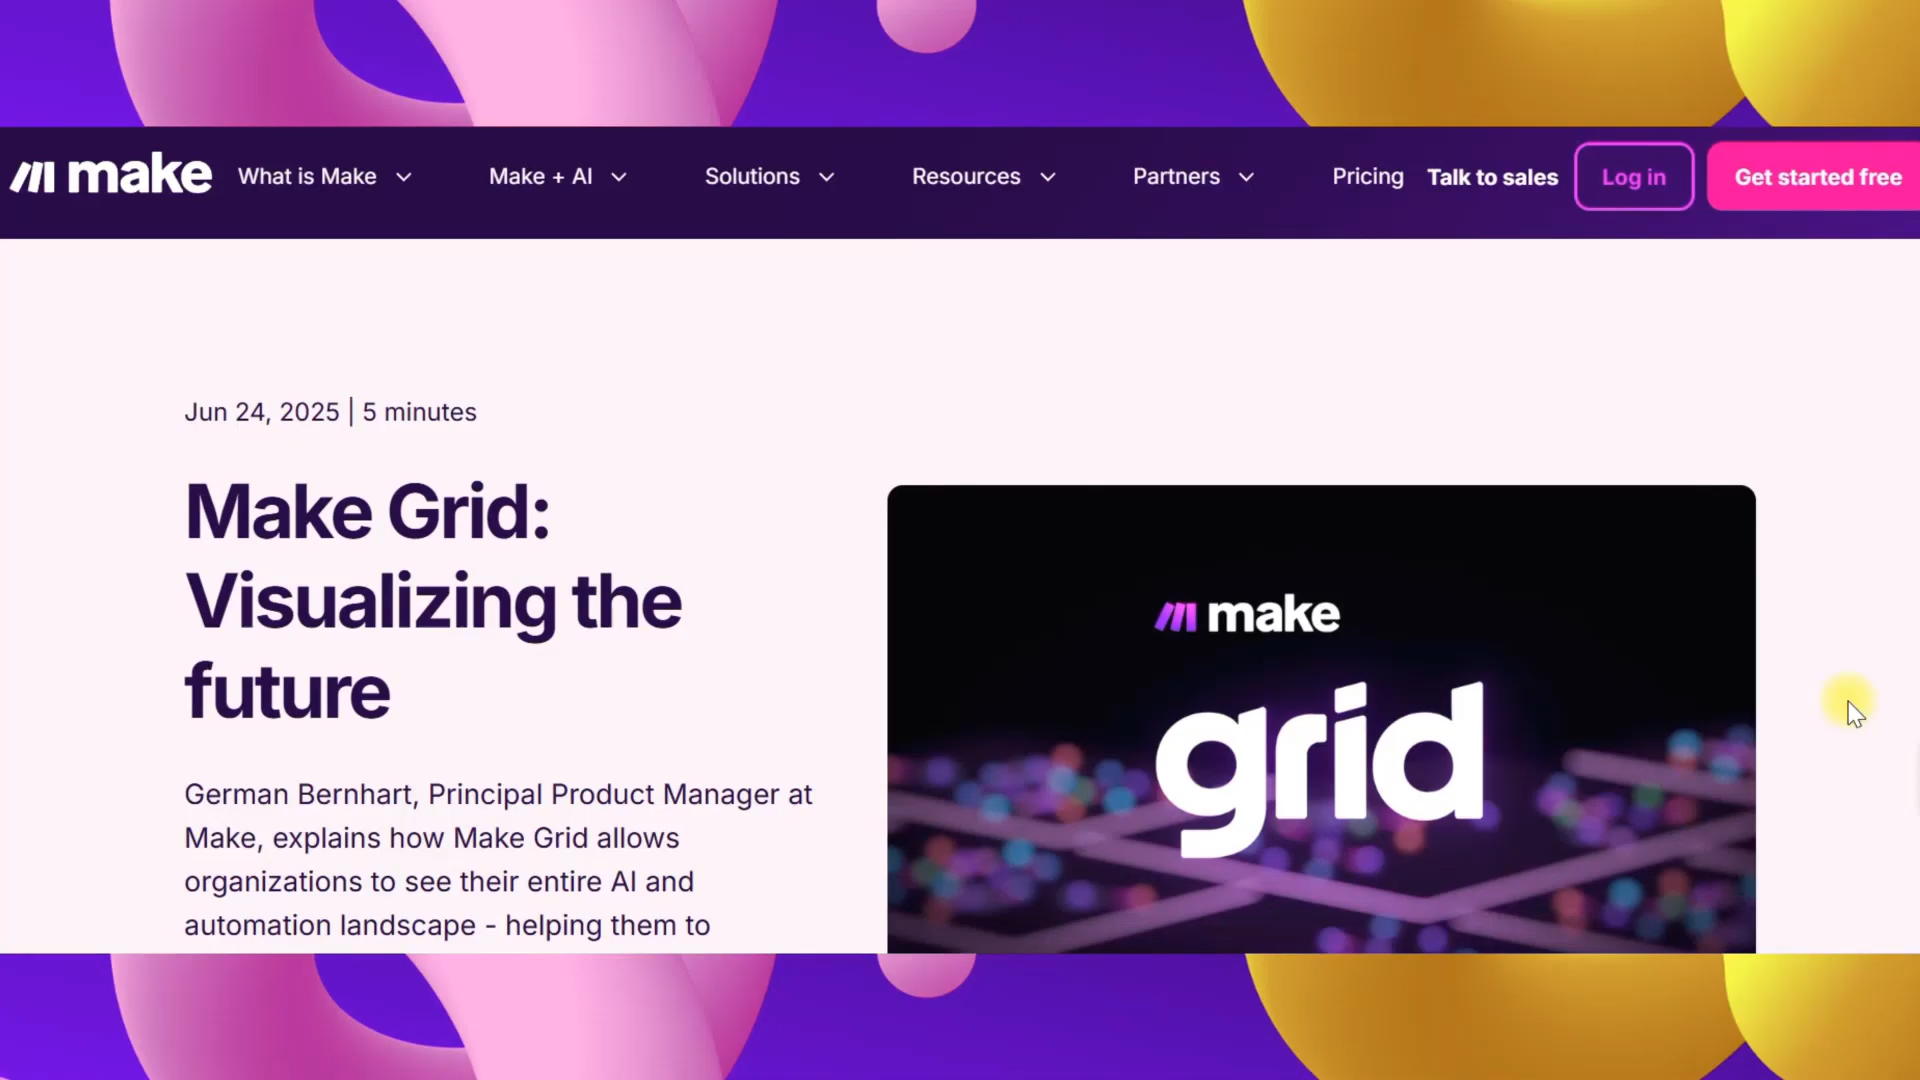 make What is Make Make + AI Solutions Resources Partners Pricing Talk to sales Log in Get started free
Jun 24, 2025 | 5 minutes
Make Grid:
Visualizing the
future
German Bernhart, Principal Product Manager at
Make, explains how Make Grid allows
organizations to see their entire AI and
automation landscape - helping them to
make
grid